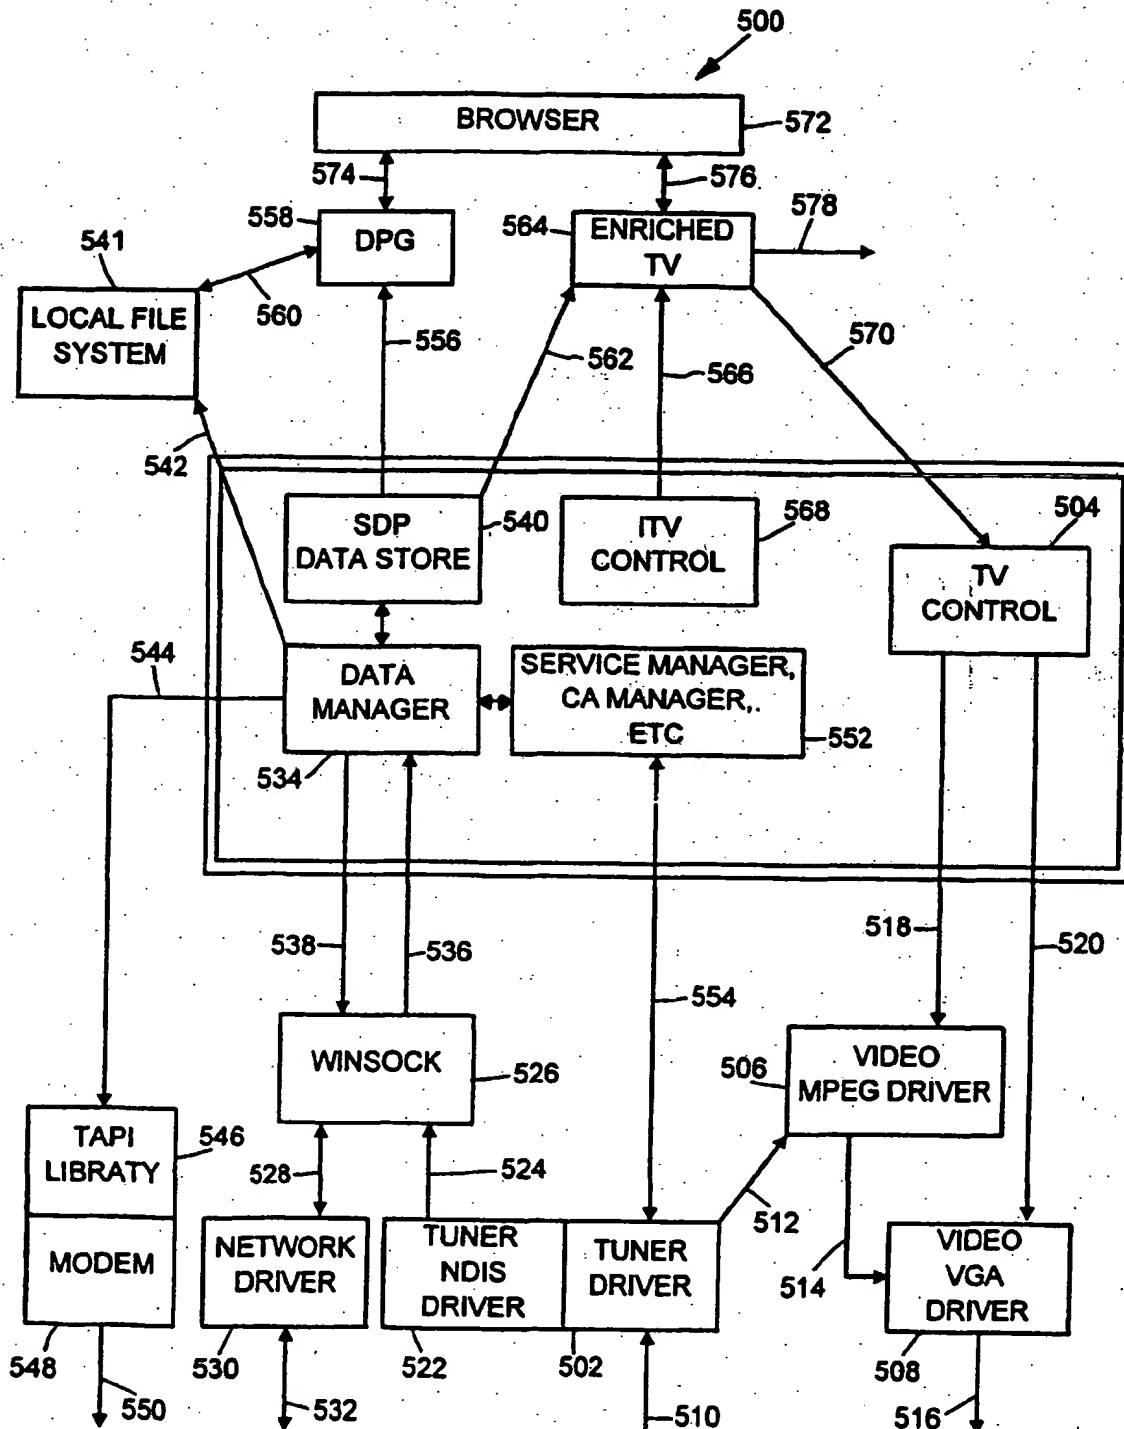 500
BROWSER
572
574
576
578
558
DPG
564
ENRICHED
TV
541
LOCAL FILE
SYSTEM
560
556
562
566
570
542
SDP
DATA STORE
540
ITV
CONTROL
568
504
TV
CONTROL
544
DATA
MANAGER
534
SERVICE MANAGER,
CA MANAGER,.
ETC
552
538
536
518
520
554
WINSOCK
526
506
VIDEO
MPEG DRIVER
TAPI
LIBRATY
546
528
524
512
514
MODEM
NETWORK
DRIVER
TUNER
NDIS
DRIVER
TUNER
DRIVER
VIDEO
VGA
DRIVER
548
530
522
502
508
550
532
510
516